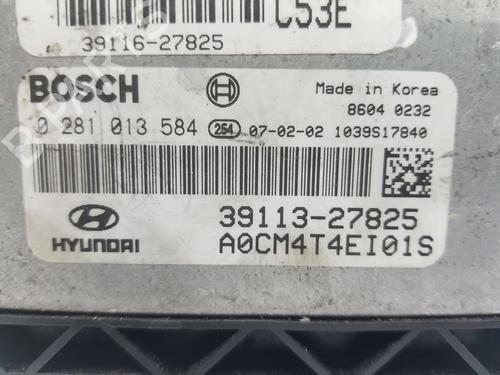 C53E
39116-27825
BOSCH
Made in Korea
8604 0232
0 281 013 584 254 07-02-02 1039S17840
39113-27825
HYUNDAI
A0CM4T4EI01S